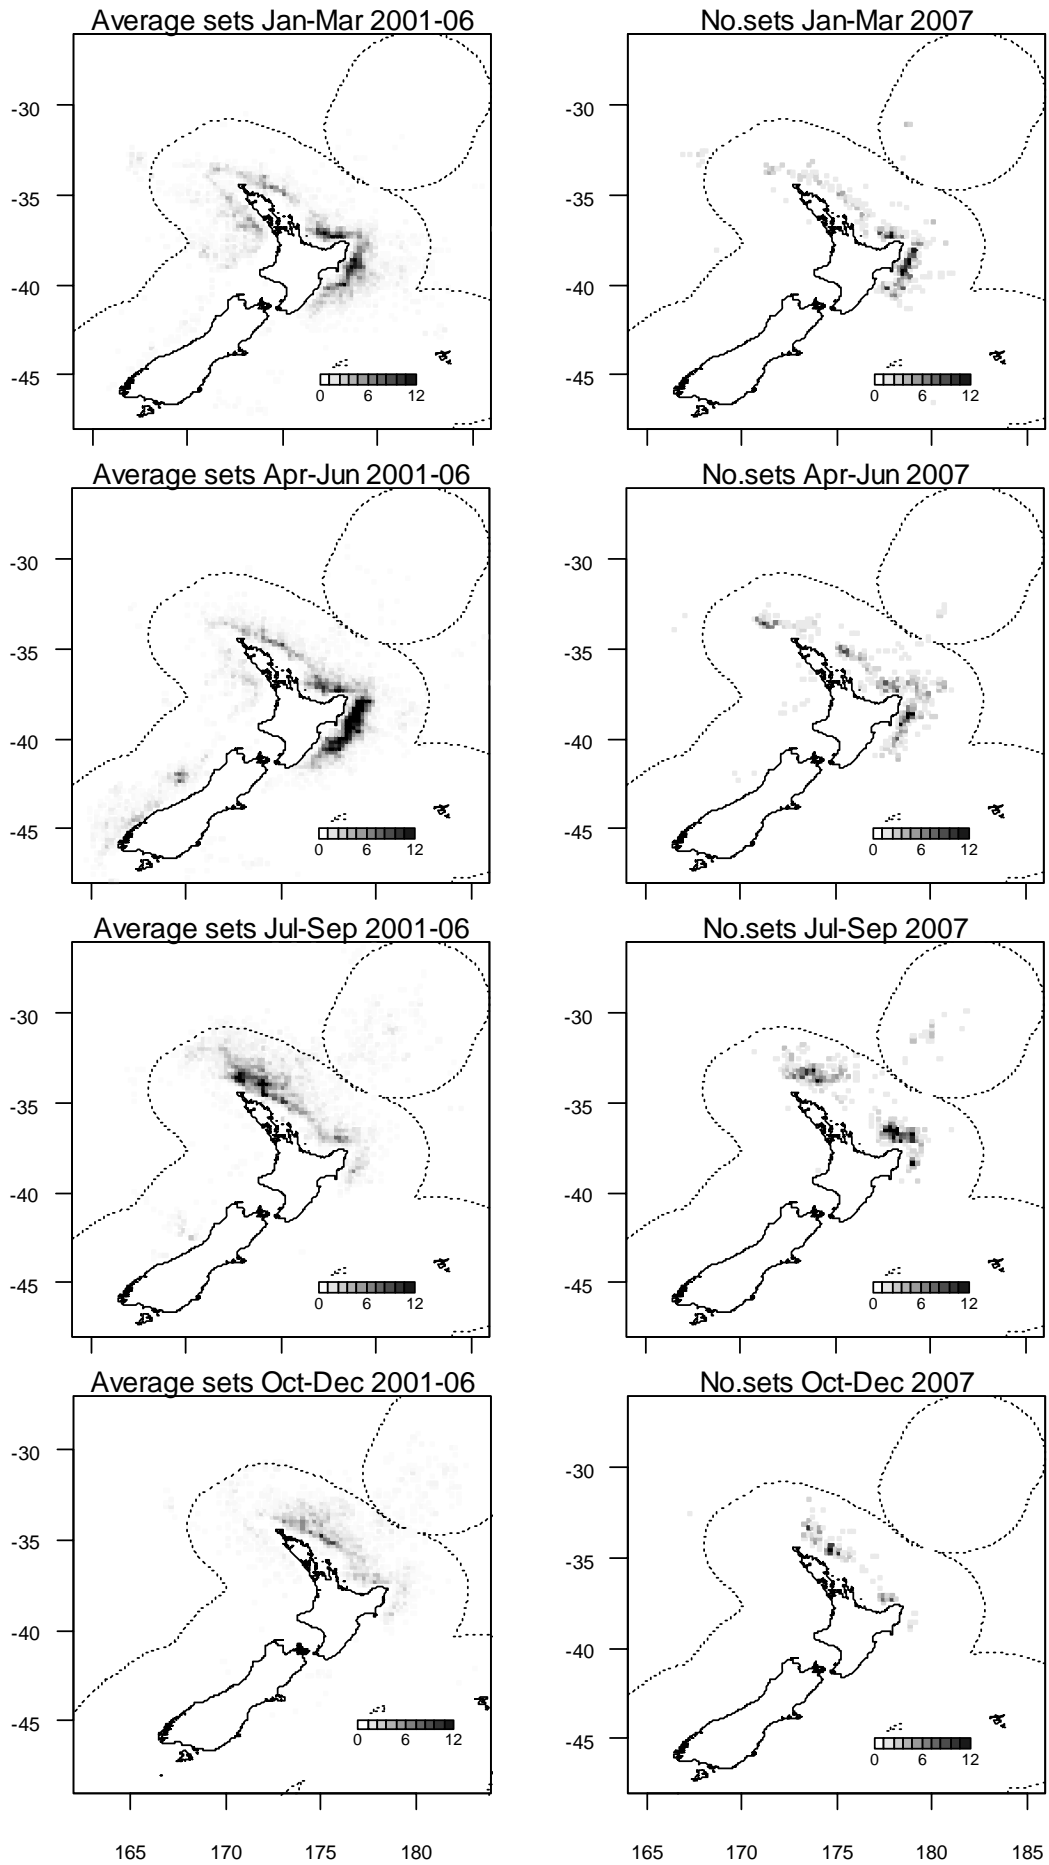 Average sets Jan-Mar 2001-06 No.sets Jan-Mar 2007
-30 -30
-35 -35
-40 -40
-45 -45
0 6 12 0 6 12
Average sets Apr-Jun 2001-06 No.sets Apr-Jun 2007
-30 -30
-35 -35
-40 -40
-45 -45
0 6 12 0 6 12
Average sets Jul-Sep 2001-06 No.sets Jul-Sep 2007
-30 -30
-35 -35
-40 -40
-45 -45
0 6 12 0 6 12
Average sets Oct-Dec 2001-06 No.sets Oct-Dec 2007
-30 -30
-35 -35
-40 -40
-45 -45
0 6 12 0 6 12
165 170 175 180 165 170 175 180 185